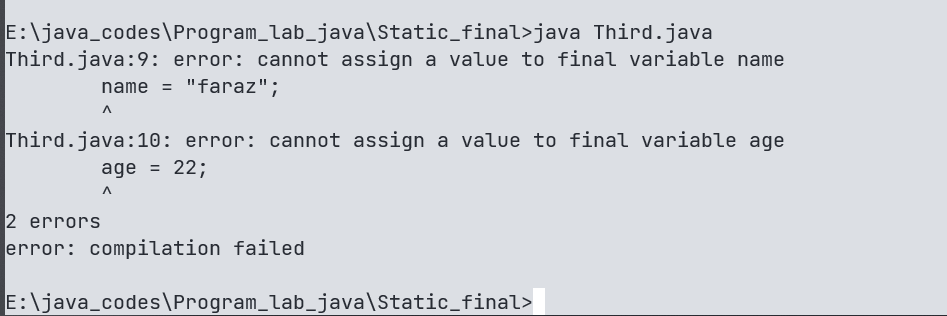 E:\java_codes\Program_lab_java\Static_final>java Third.java
Third.java:9: error: cannot assign a value to final variable name
        name = "faraz";
        ^
Third.java:10: error: cannot assign a value to final variable age
        age = 22;
        ^
2 errors
error: compilation failed
E:\java_codes\Program_lab_java\Static_final>